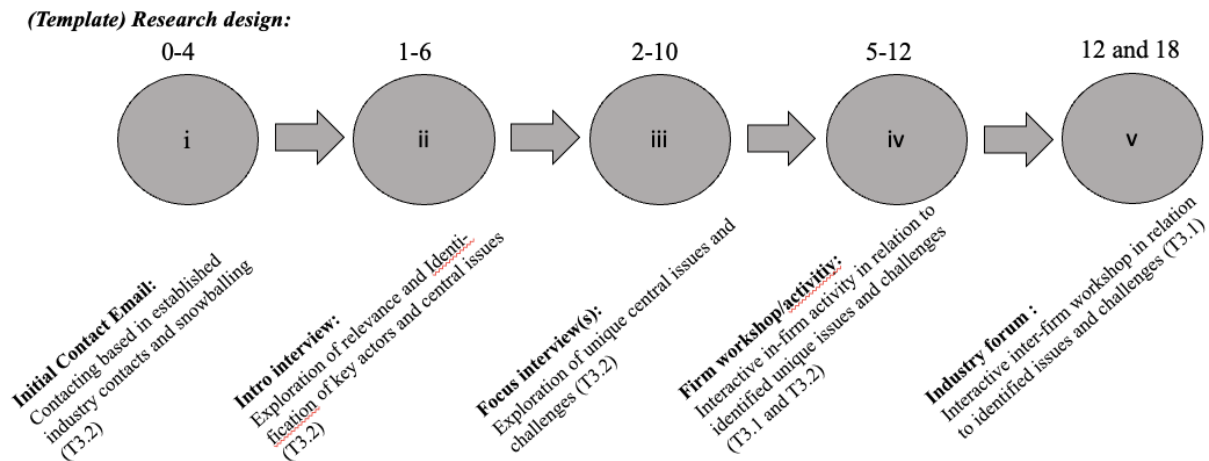 (Template) Research design:
0-4
1-6
2-10
5-12
12 and 18
i
ii
iii
iv
v
Initial Contact Email:
Contacting based in established
industry contacts and snowballing
(T3.2)
Intro interview:
Exploration of relevance and Identi-
fication of key actors and central issues
(T3.2)
Focus interview(s):
Exploration of unique central issues and
challenges (T3.2)
Firm workshop/activitiy:
Interactive in-firm activity in relation to
identified unique issues and challenges
(T3.1 and T3.2)
Industry forum :
Interactive inter-firm workshop in relation
to identified issues and challenges (T3.1)